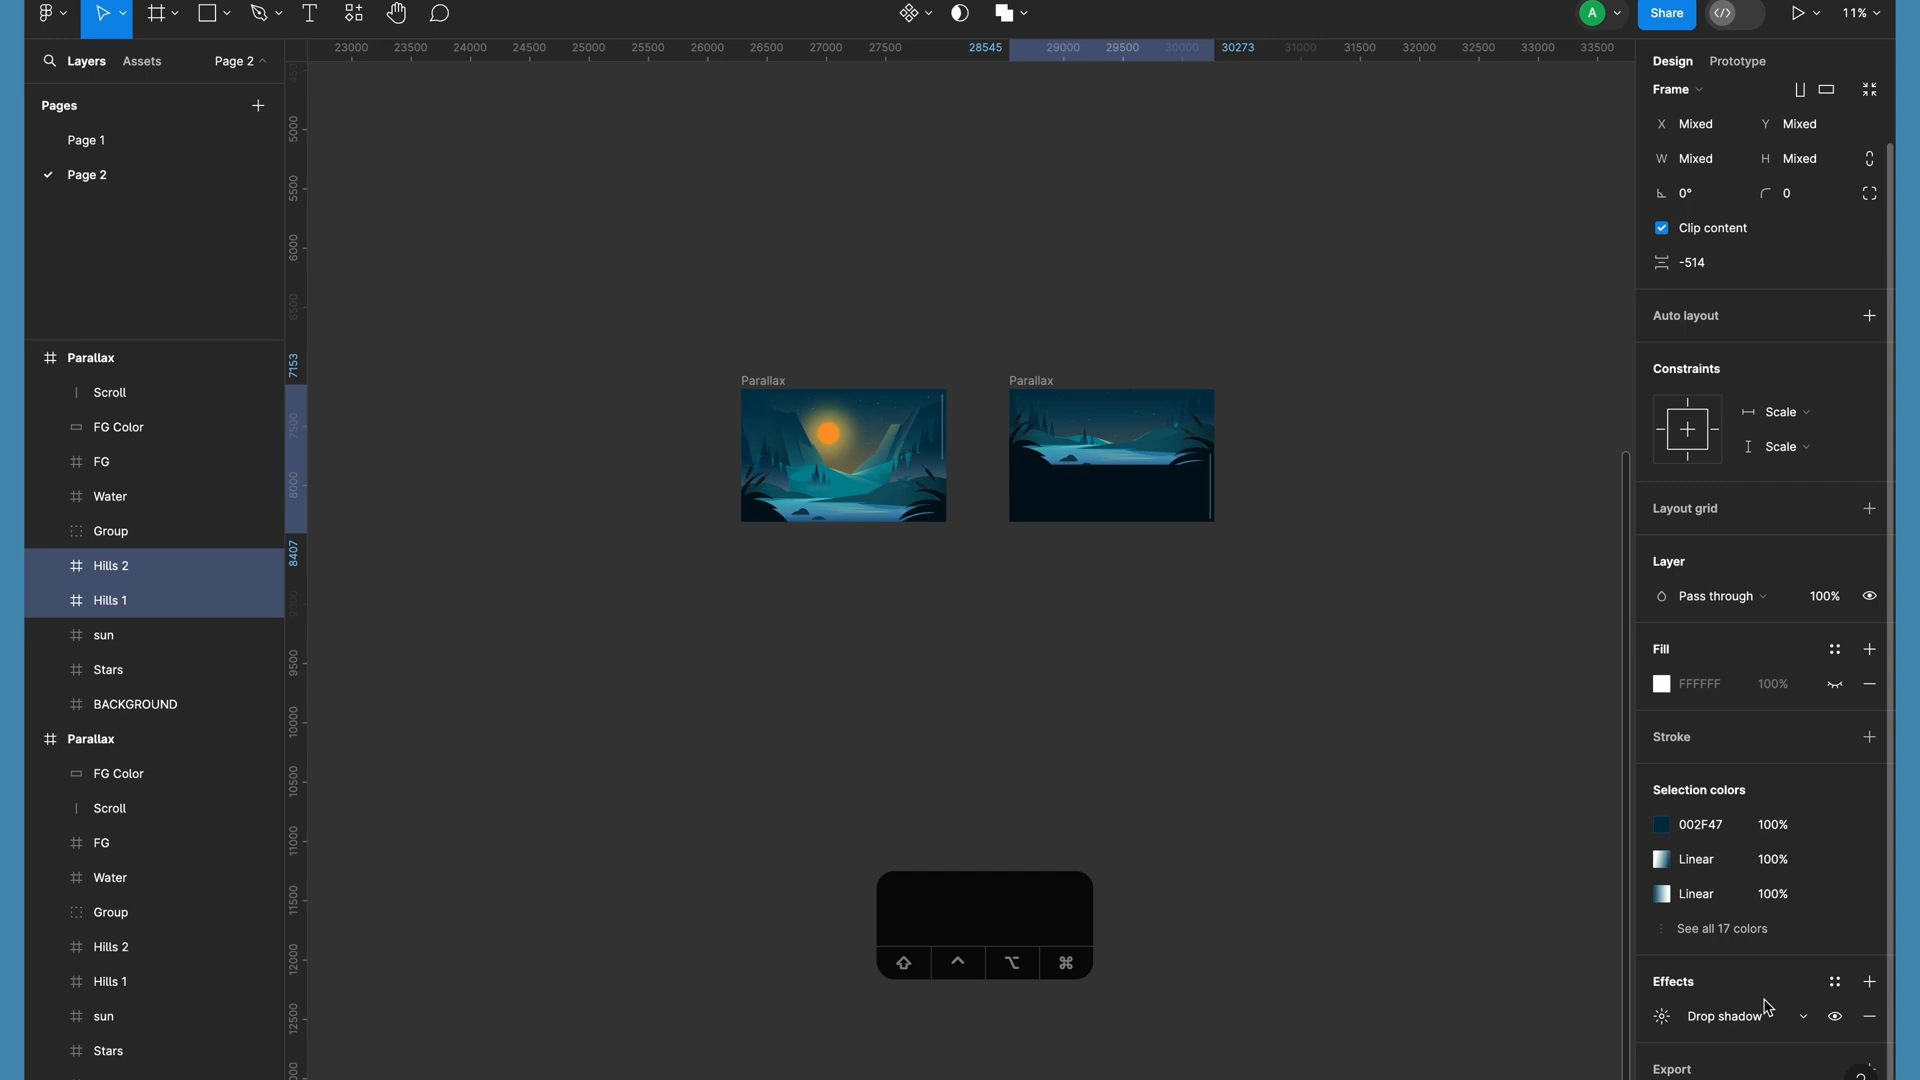 A
Share
11%
Layers
Assets
Page 2
Pages
Page 1
Page 2
Parallax
Scroll
FG Color
FG
Water
Group
Hills 2
Hills 1
sun
Stars
BACKGROUND
Parallax
FG Color
Scroll
FG
Water
Group
Hills 2
Hills 1
sun
Stars
23000 23500 24000 24500 25000 25500 26000 26500 27000 27500 28545 29000 29500 30000 30273 31000 31500 32000 32500 33000 33500
5000
5500
6000
6500
7153
7500
8000
8407
9000
9500
10000
10500
11000
11500
12000
12500
Parallax
Parallax
Design
Prototype
Frame
X Mixed Y Mixed
W Mixed H Mixed
0° 0
Clip content
-514
Auto layout
Constraints
Scale
Scale
Layout grid
Layer
Pass through 100%
Fill
FFFFFF 100%
Stroke
Selection colors
002F47 100%
Linear 100%
Linear 100%
See all 17 colors
Effects
Drop shadow
Export